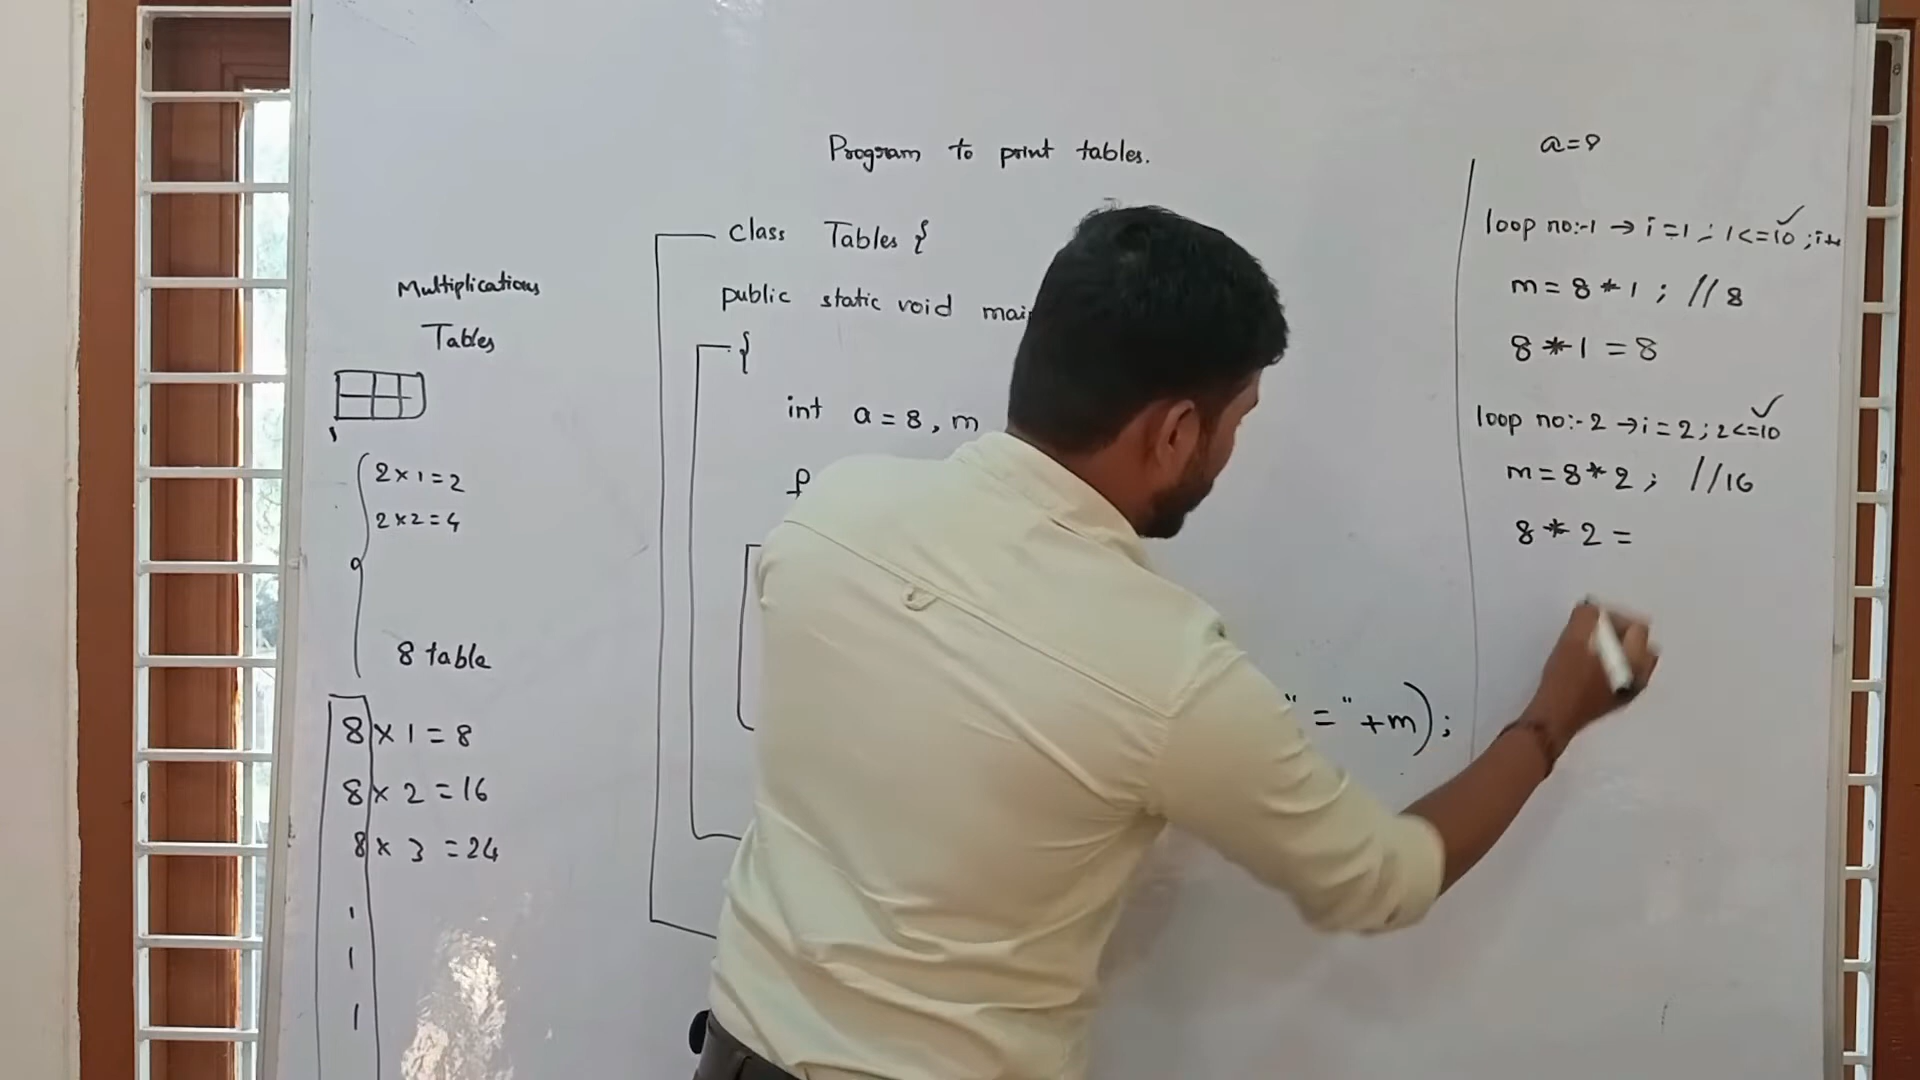 Program to print tables.
Multiplications
Tables
2 × 1 = 2
2 × 2 = 4
8 table
8 × 1 = 8
8 × 2 = 16
8 × 3 = 24
class Tables {
public static void
{
int a = 8, m
" = " + m);
a = 8
loop no:-1 → i = 1 ; 1 <= 10 ; i++
m = 8 * 1 ; // 8
8 * 1 = 8
loop no:- 2 → i = 2 ; 2 <= 10
m = 8 * 2 ; // 16
8 * 2 =